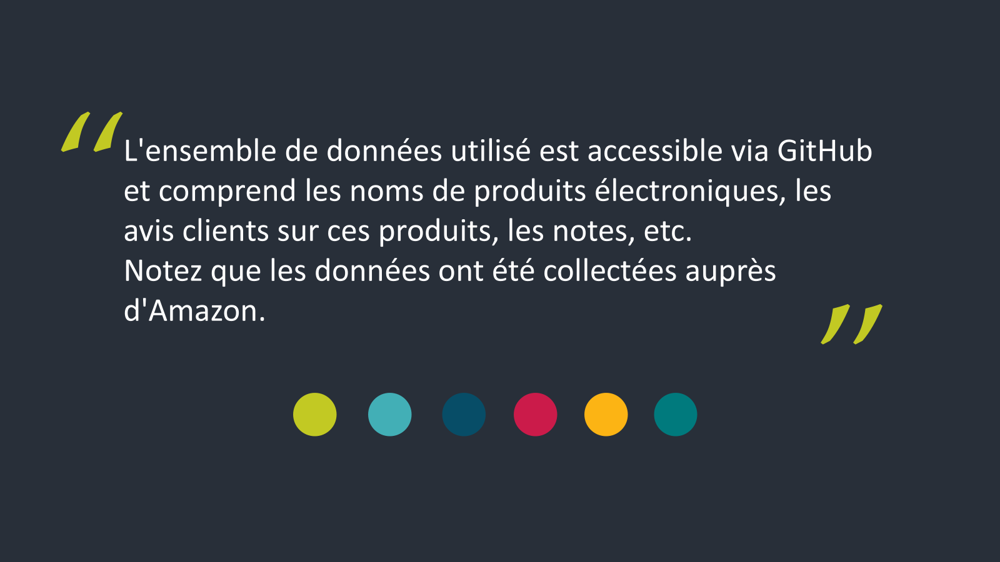 “
L'ensemble de données utilisé est accessible via GitHub
et comprend les noms de produits électroniques, les
avis clients sur ces produits, les notes, etc.
Notez que les données ont été collectées auprès
d'Amazon.
”